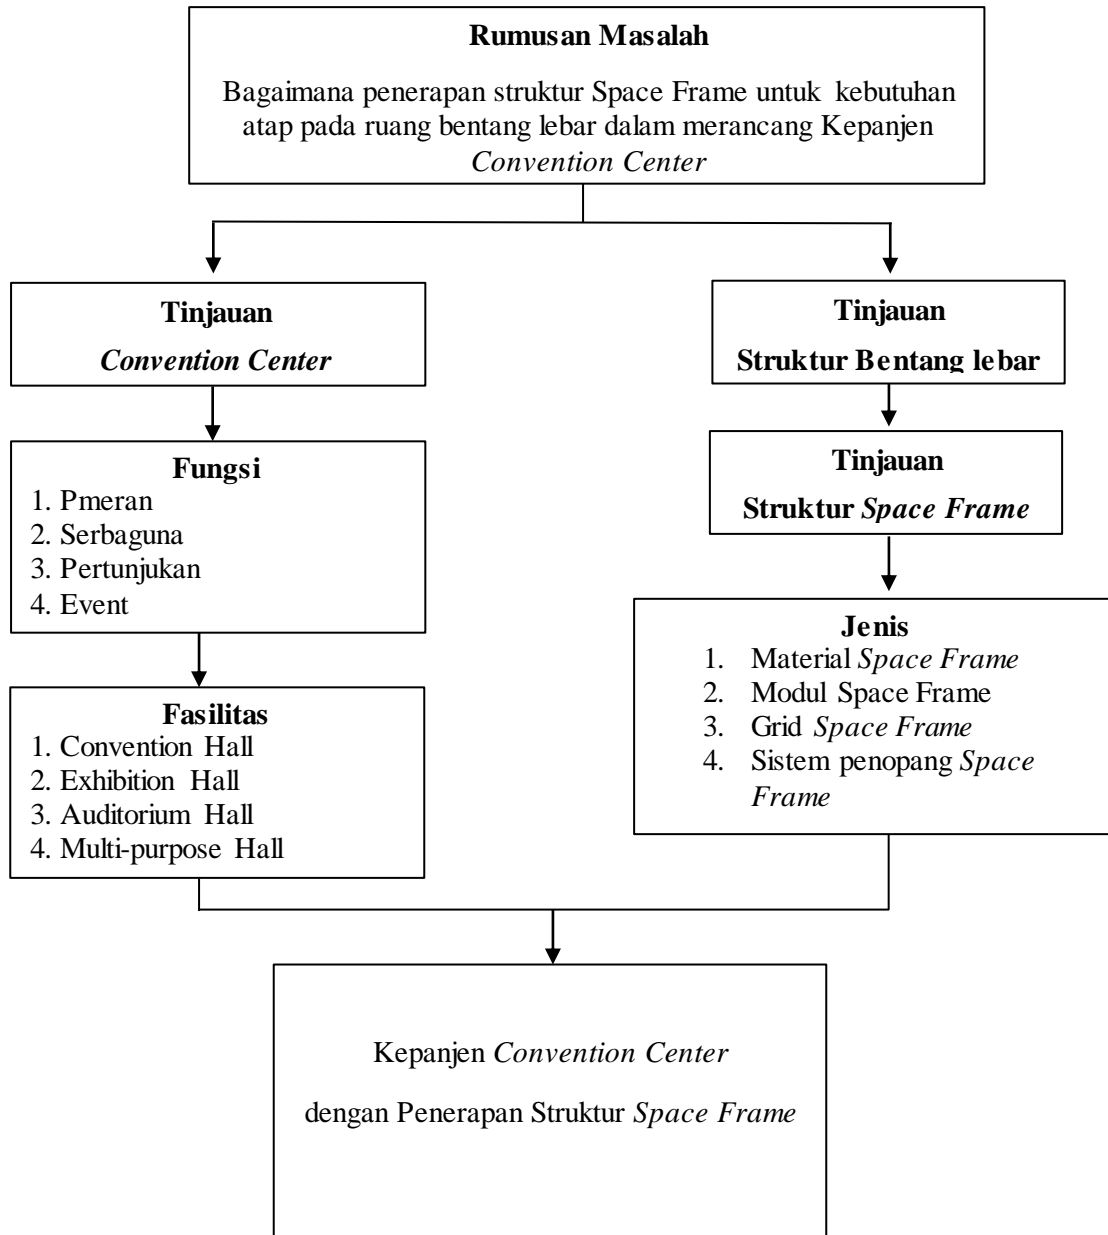 Rumusan Masalah
Bagaimana penerapan struktur Space Frame untuk kebutuhan
atap pada ruang bentang lebar dalam merancang Kepanjen
Convention Center
Tinjauan
Convention Center
Fungsi
1. Pmeran
2. Serbaguna
3. Pertunjukan
4. Event
Fasilitas
1. Convention Hall
2. Exhibition Hall
3. Auditorium Hall
4. Multi-purpose Hall
Tinjauan
Struktur Bentang lebar
Tinjauan
Struktur Space Frame
Jenis
1. Material Space Frame
2. Modul Space Frame
3. Grid Space Frame
4. Sistem penopang Space
Frame
Kepanjen Convention Center
dengan Penerapan Struktur Space Frame